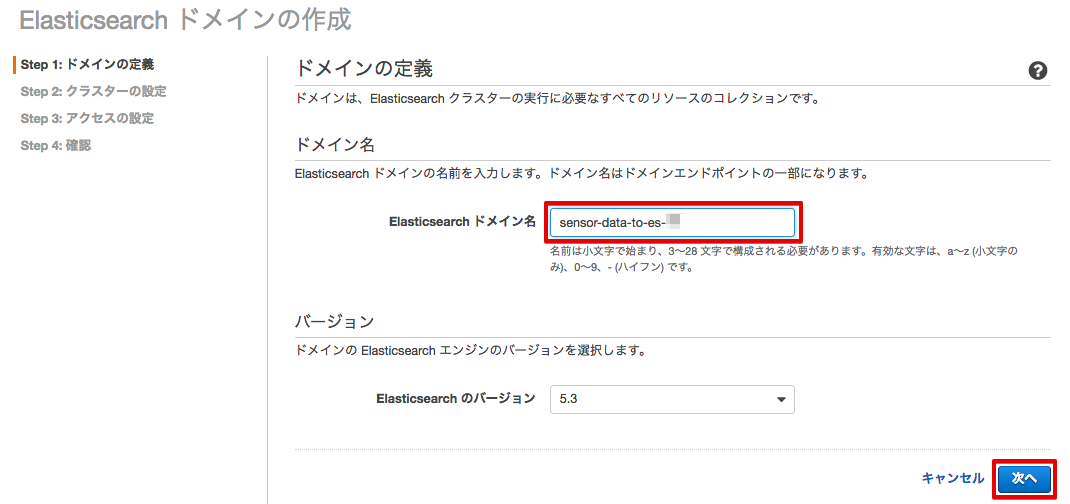 Elasticsearch ドメインの作成
Step 1: ドメインの定義
Step 2: クラスターの設定
Step 3: アクセスの設定
Step 4: 確認
ドメインの定義
?
ドメインは、Elasticsearch クラスターの実行に必要なすべてのリソースのコレクションです。
ドメイン名
Elasticsearch ドメインの名前を入力します。ドメイン名はドメインエンドポイントの一部になります。
Elasticsearch ドメイン名
sensor-data-to-es-
名前は小文字で始まり、3〜28 文字で構成される必要があります。有効な文字は、a〜z (小文字の
み)、0〜9、- (ハイフン) です。
バージョン
ドメインの Elasticsearch エンジンのバージョンを選択します。
Elasticsearch のバージョン
5.3
キャンセル
次へ